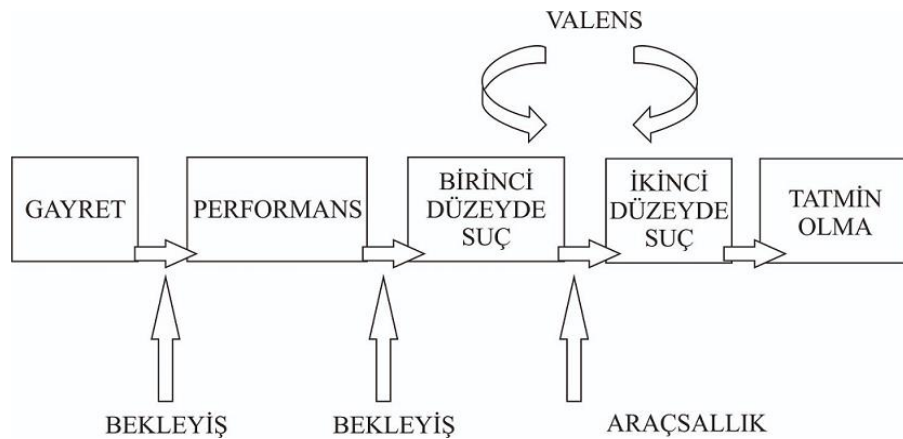 VALENS
GAYRET
PERFORMANS
BİRİNCİ
DÜZEYDE
SUÇ
İKİNCİ
DÜZEYDE
SUÇ
TATMİN
OLMA
BEKLEYİŞ
BEKLEYİŞ
ARAÇSALLIK